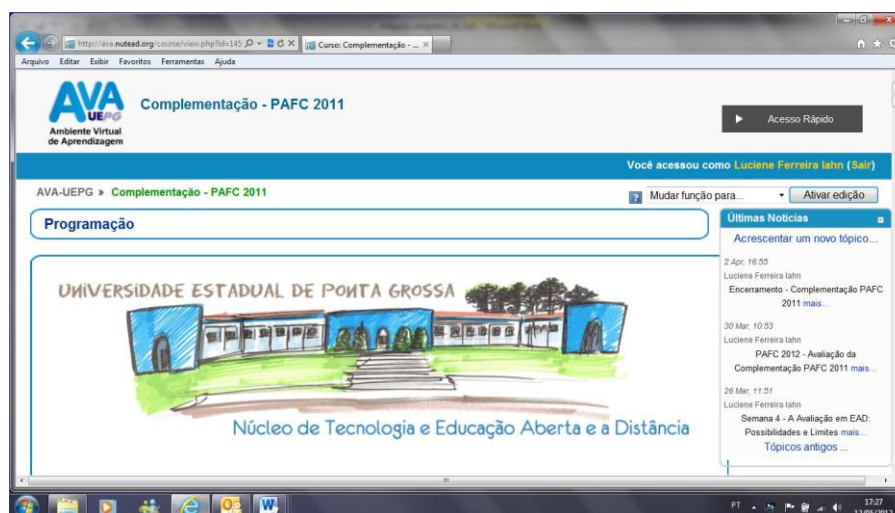 http://ava.nutead.org/course/view.php?id=145
Curso: Complementação - ...
Arquivo Editar Exibir Favoritos Ferramentas Ajuda
AVA
UEPG
Ambiente Virtual
de Aprendizagem
Complementação - PAFC 2011
Acesso Rápido
Você acessou como Luciene Ferreira Iahn (Sair)
AVA-UEPG » Complementação - PAFC 2011
Mudar função para...
Ativar edição
Programação
UNIVERSIDADE ESTADUAL DE PONTA GROSSA
Núcleo de Tecnologia e Educação Aberta e a Distância
Últimas Noticias
Acrescentar um novo tópico...
2 Apr, 16:55
Luciene Ferreira Iahn
Encerramento - Complementação PAFC
2011 mais...
30 Mar, 10:53
Luciene Ferreira Iahn
PAFC 2012 - Avaliação da
Complementação PAFC 2011 mais...
26 Mar, 11:51
Luciene Ferreira Iahn
Semana 4 - A Avaliação em EAD:
Possibilidades e Limites mais...
Tópicos antigos ...
PT
17:27